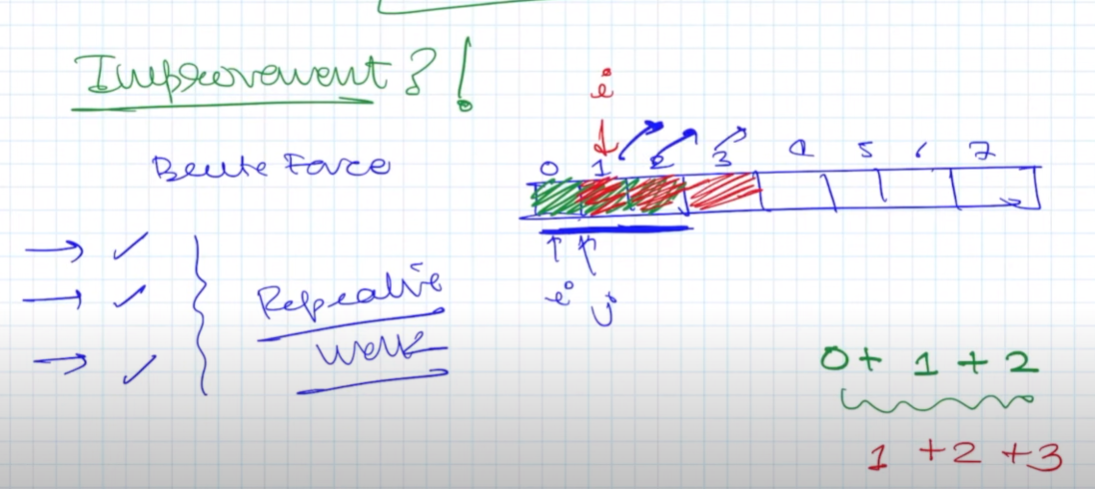 Improvement ? !
Brute Force
i
0 1 2 3 4 5 6 7
i j
Repeative
Work
0 + 1 + 2
1 + 2 + 3